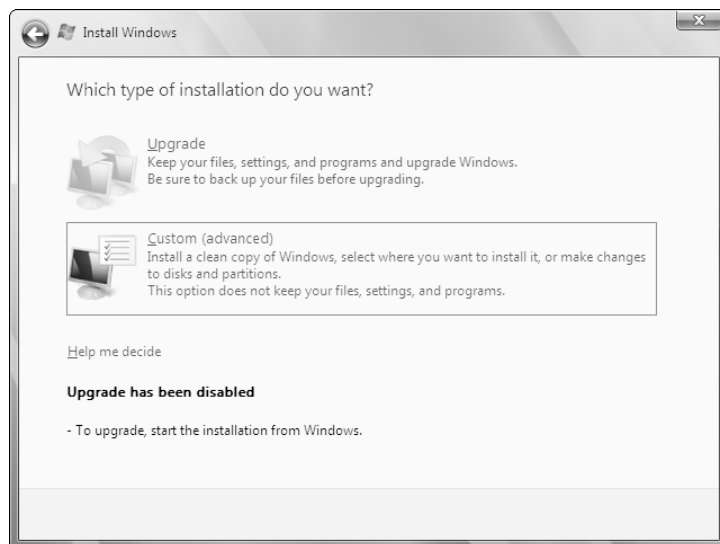 Install Windows
Which type of installation do you want?
Upgrade
Keep your files, settings, and programs and upgrade Windows.
Be sure to back up your files before upgrading.
Custom (advanced)
Install a clean copy of Windows, select where you want to install it, or make changes
to disks and partitions.
This option does not keep your files, settings, and programs.
Help me decide
Upgrade has been disabled
- To upgrade, start the installation from Windows.